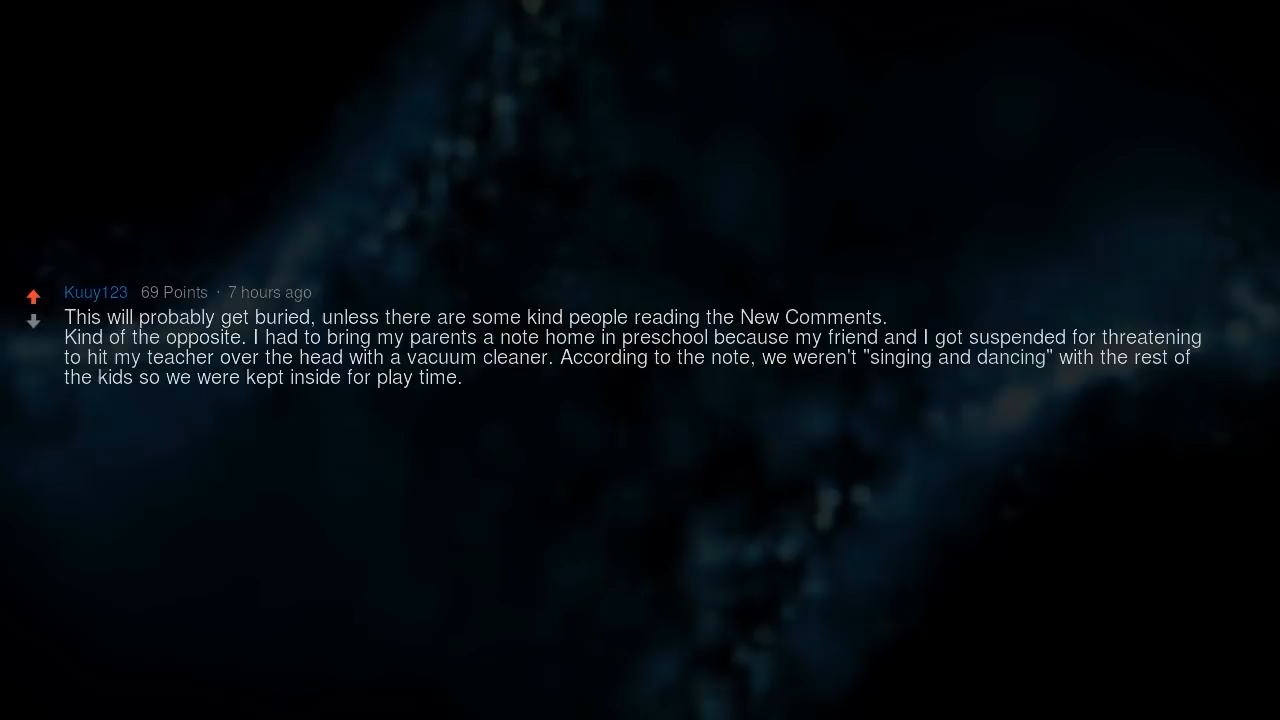 Kuuy123 69 Points · 7 hours ago
This will probably get buried, unless there are some kind people reading the New Comments.
Kind of the opposite. I had to bring my parents a note home in preschool because my friend and I got suspended for threatening
to hit my teacher over the head with a vacuum cleaner. According to the note, we weren't "singing and dancing" with the rest of
the kids so we were kept inside for play time.